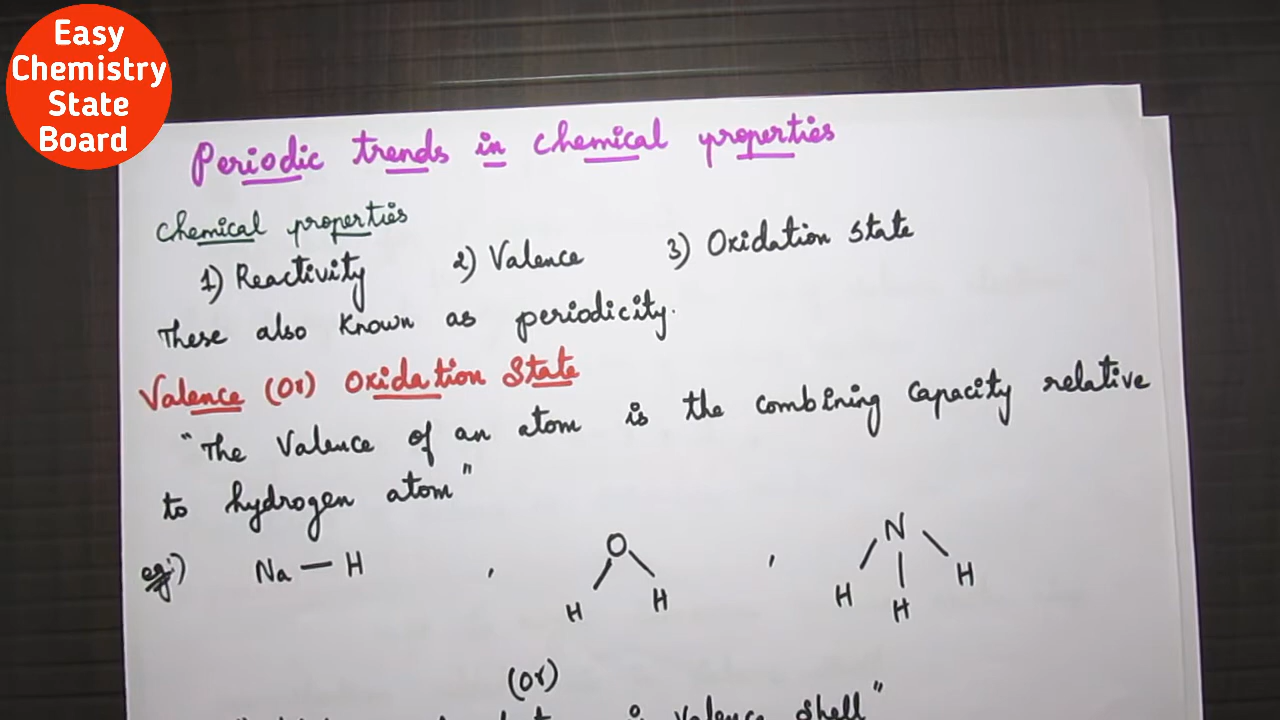 Easy
Chemistry
State
Board
Periodic trends in chemical properties
Chemical properties
1) Reactivity 2) Valence 3) Oxidation State
These also known as periodicity.
Valence (Or) Oxidation State
"The Valence of an atom is the combining capacity relative
to hydrogen atom"
eg:) Na — H , O , N
H H H H H
(Or)
in Valence Shell"